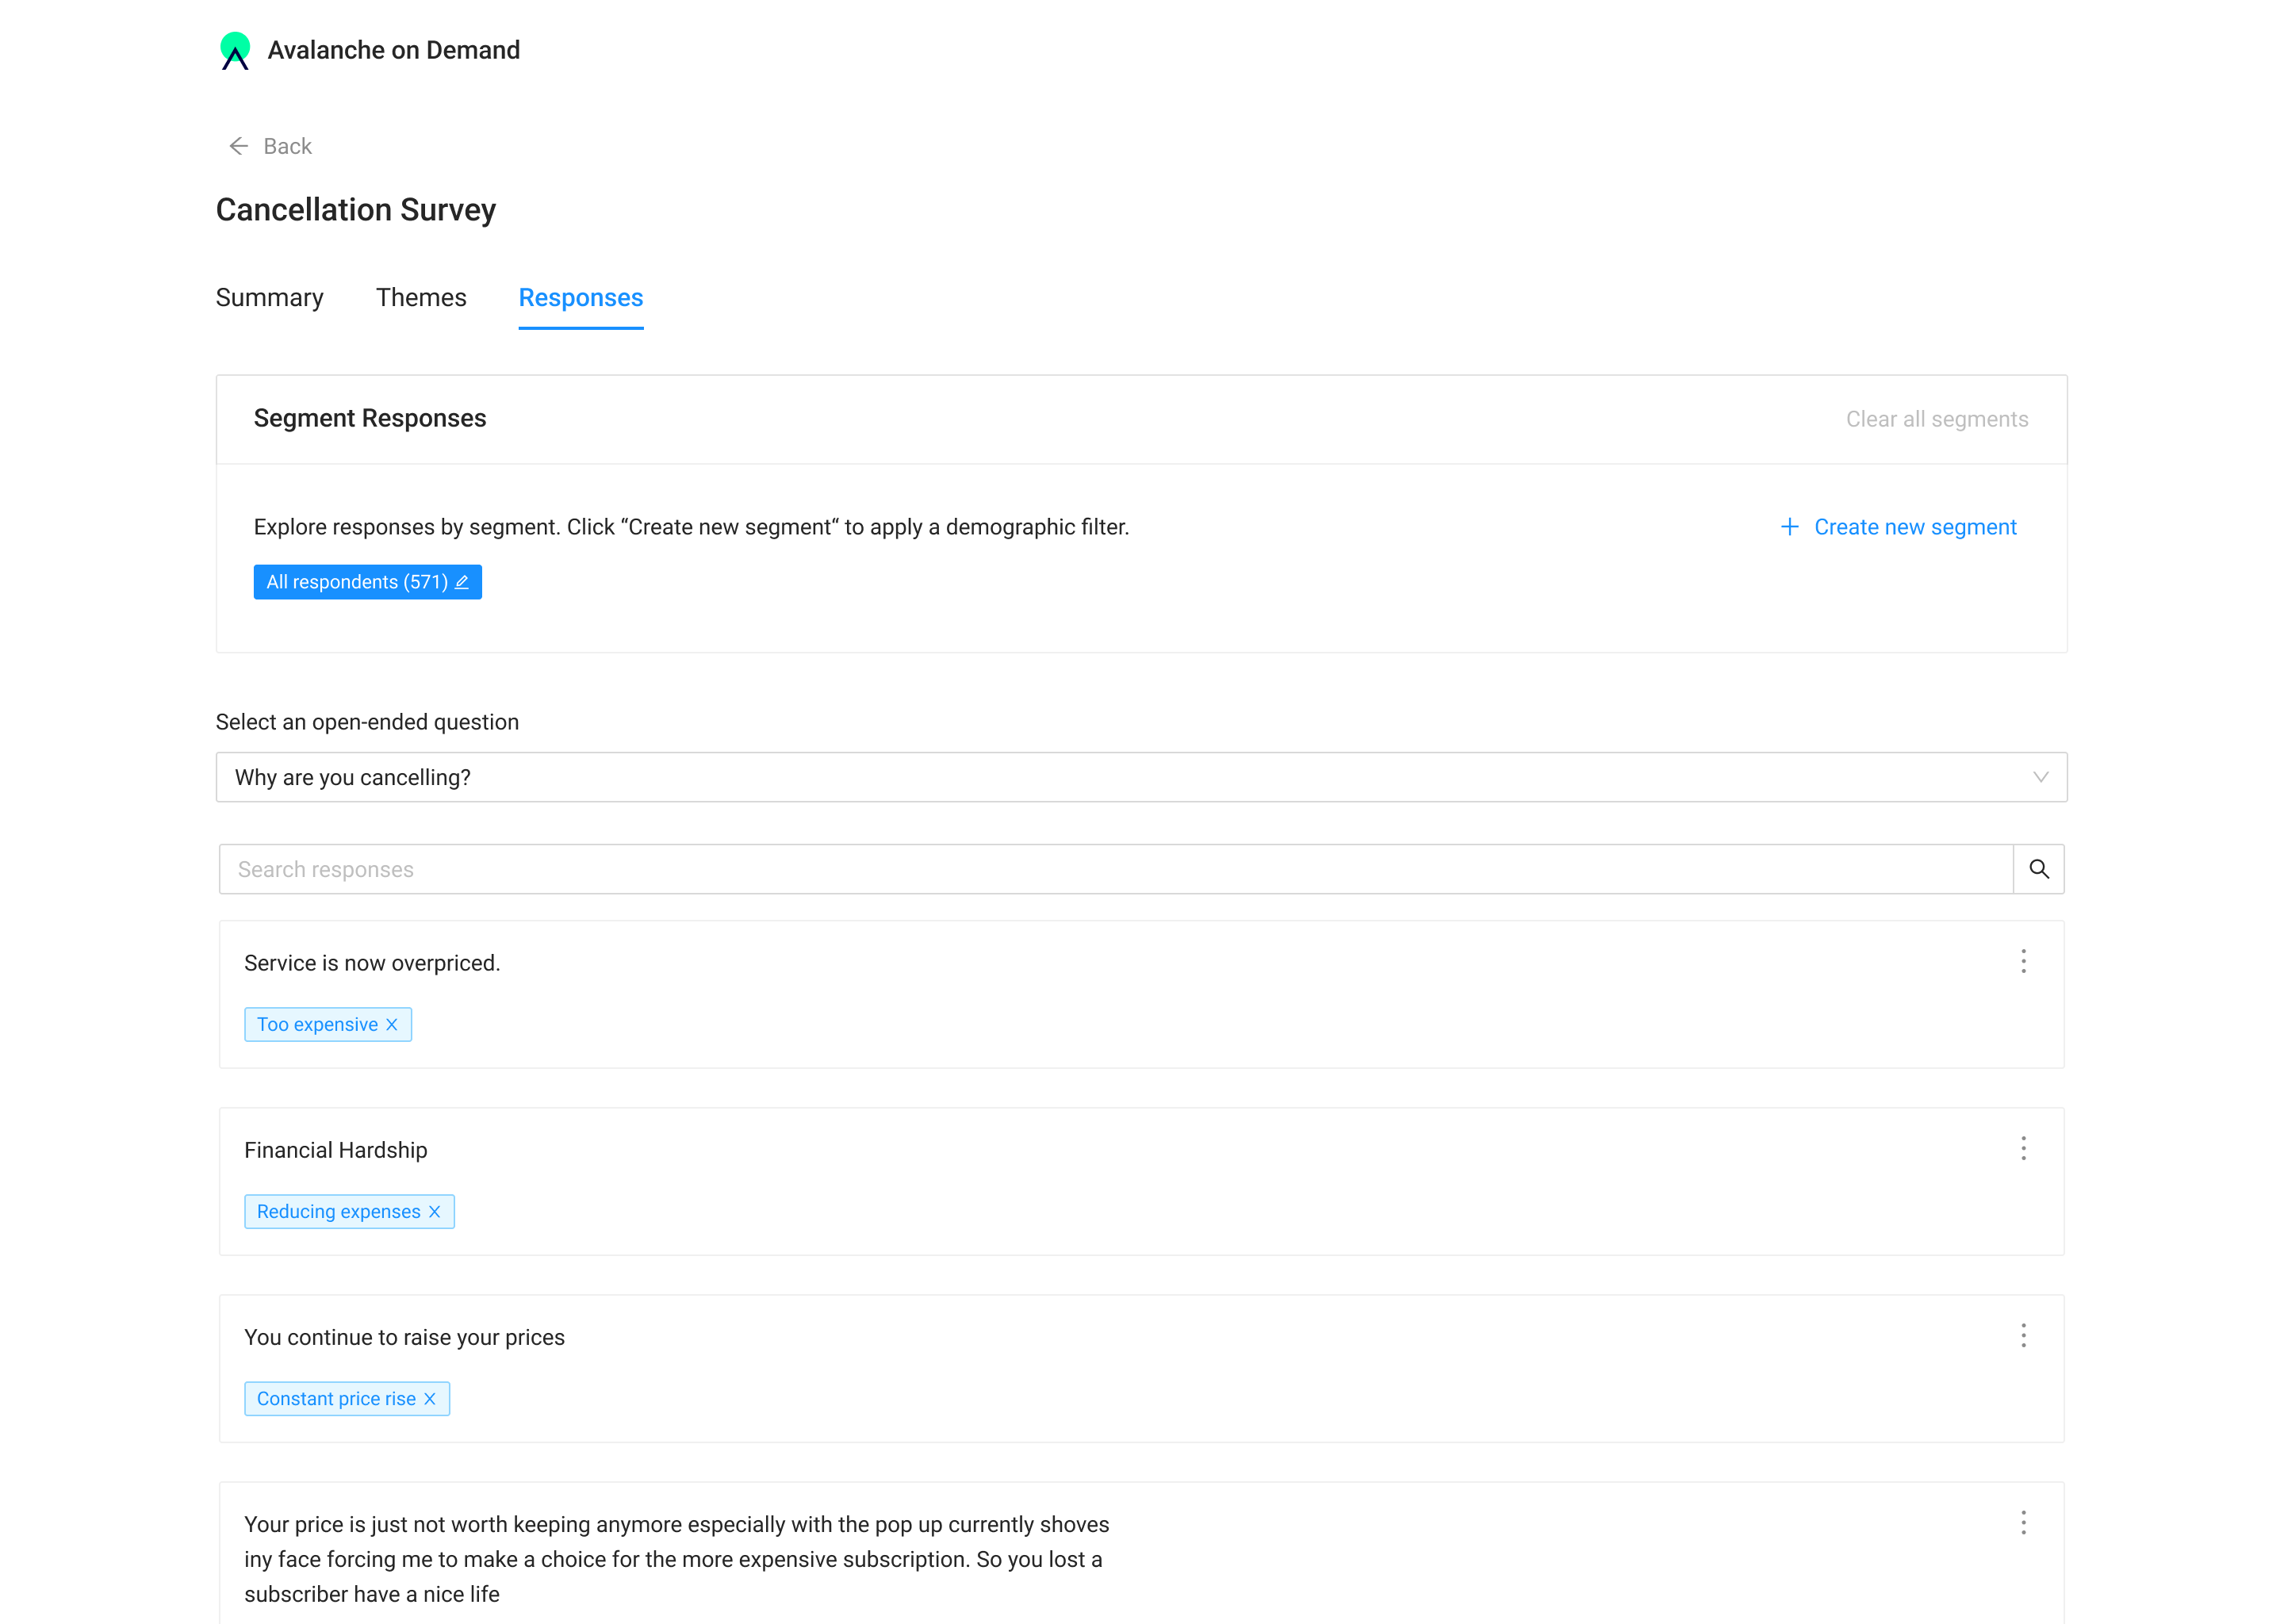 Avalanche on Demand
Back
Cancellation Survey
Summary Themes Responses
Segment Responses
Clear all segments
Explore responses by segment. Click “Create new segment“ to apply a demographic filter.
Create new segment
All respondents (571)
Select an open-ended question
Why are you cancelling?
Search responses
Service is now overpriced.
Too expensive
Financial Hardship
Reducing expenses
You continue to raise your prices
Constant price rise
Your price is just not worth keeping anymore especially with the pop up currently shoves
iny face forcing me to make a choice for the more expensive subscription. So you lost a
subscriber have a nice life